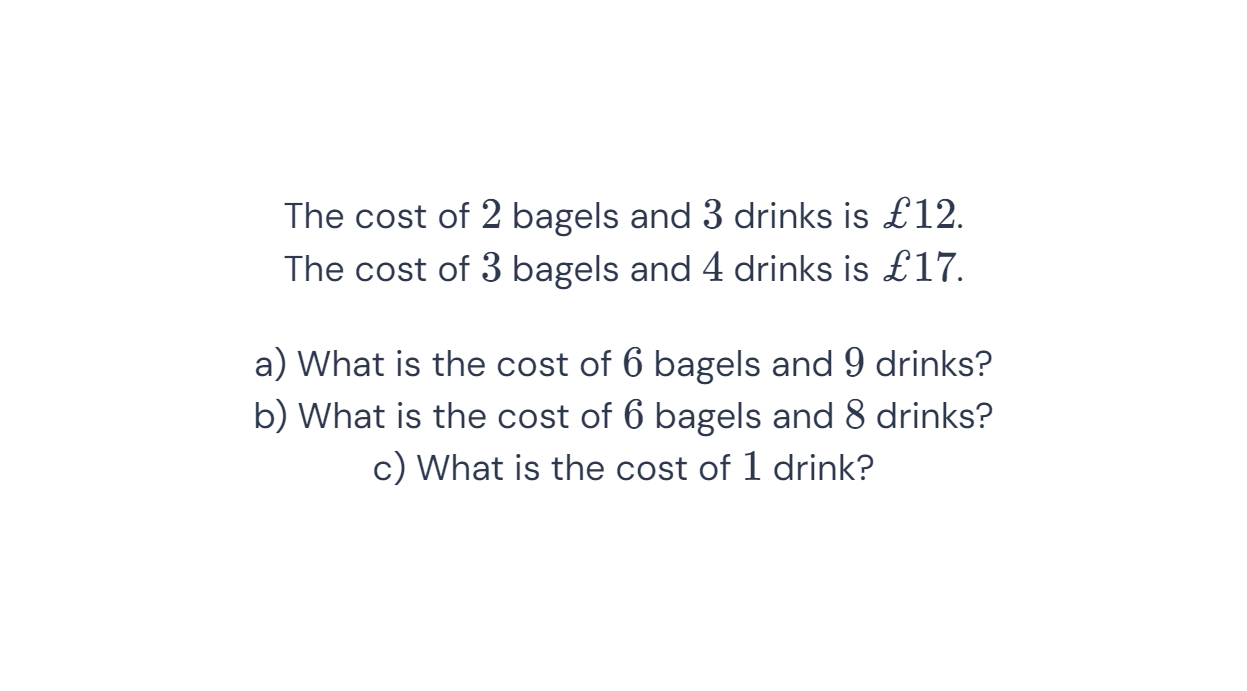 The cost of 2 bagels and 3 drinks is £12.
The cost of 3 bagels and 4 drinks is £17.
a) What is the cost of 6 bagels and 9 drinks?
b) What is the cost of 6 bagels and 8 drinks?
c) What is the cost of 1 drink?